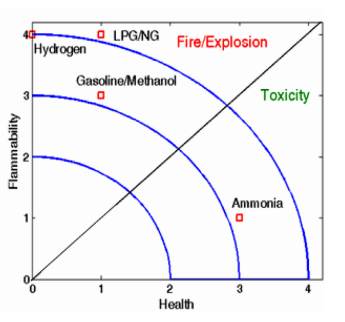 4
LPG/NG
Fire/Explosion
Hydrogen
Gasoline/Methanol
Toxicity
3
Flammability
2
Ammonia
1
0
0 1 2 3 4
Health